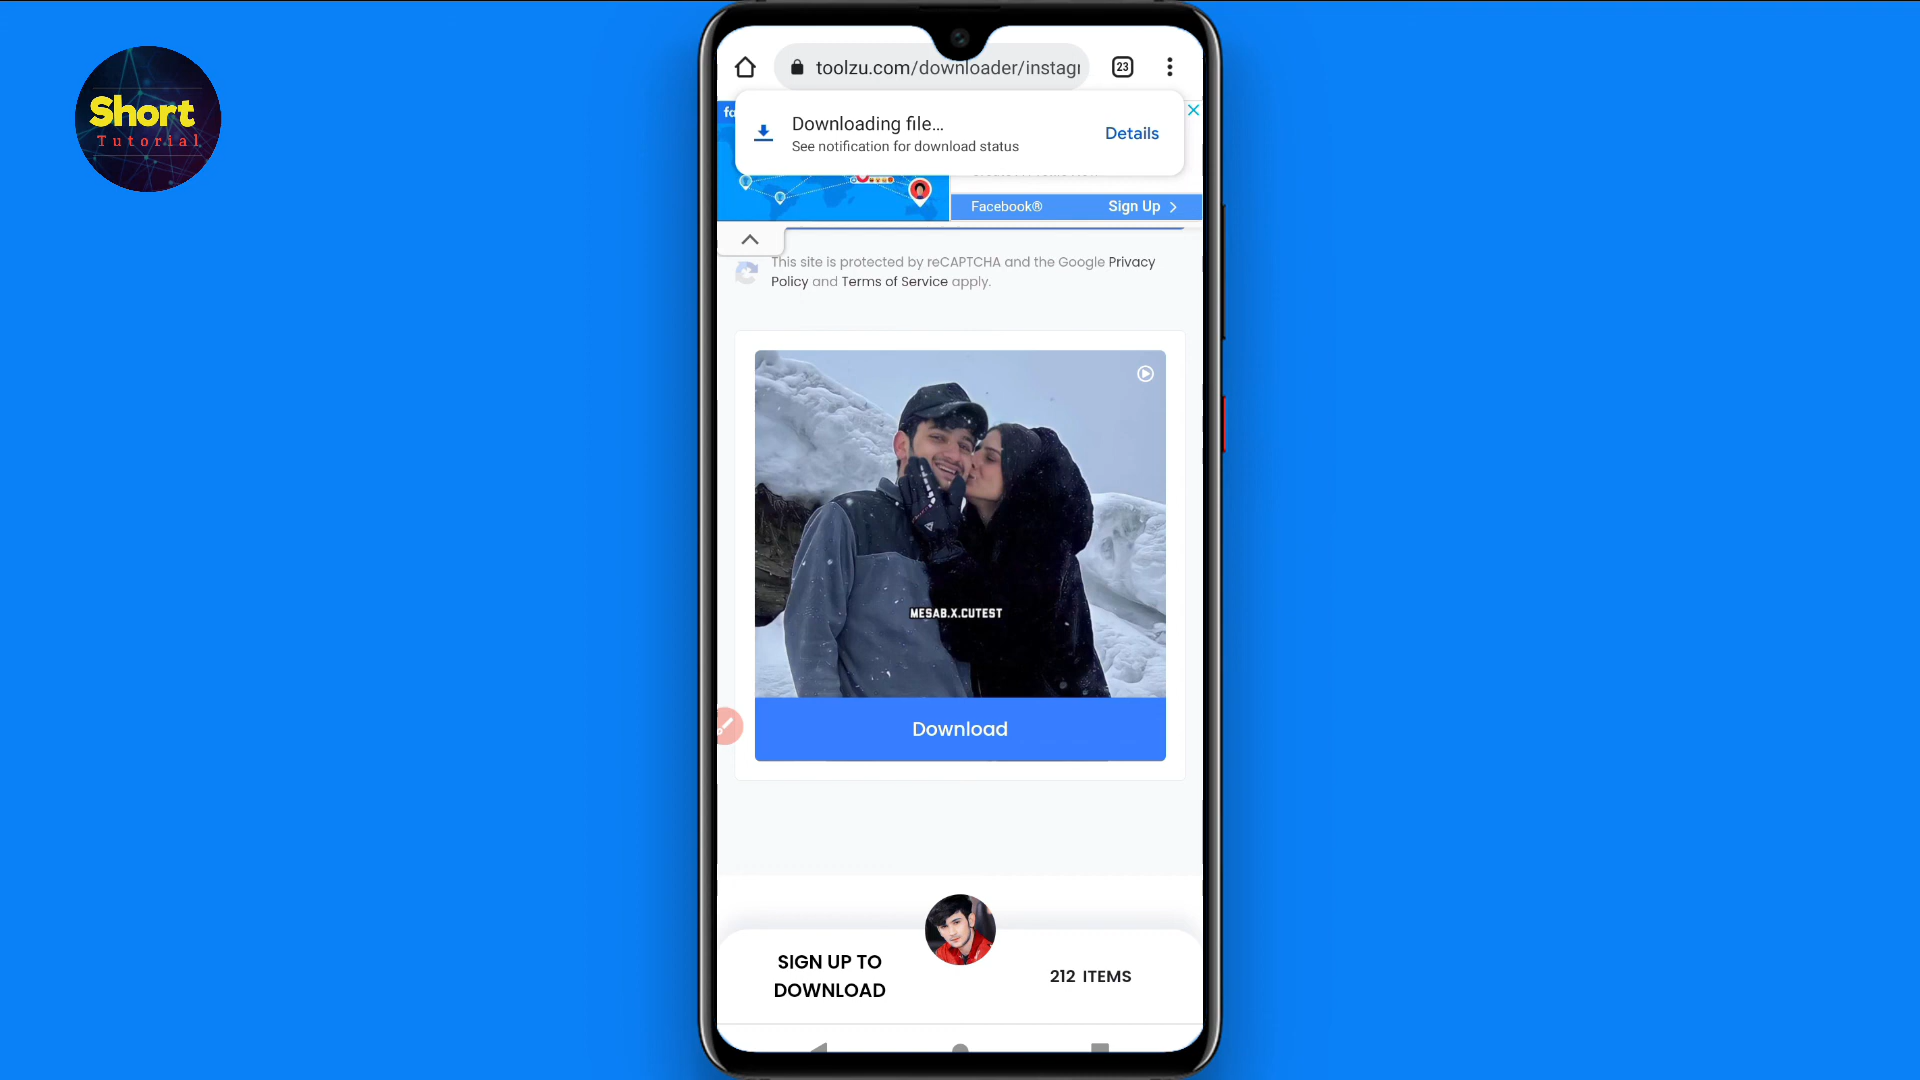 Short
Tutorial
toolzu.com/downloader/instagr
23
Downloading file...
See notification for download status
Details
Facebook®
Sign Up
This site is protected by reCAPTCHA and the Google Privacy
Policy and Terms of Service apply.
MESAB.X.CUTEST
Download
SIGN UP TO
DOWNLOAD
212 ITEMS